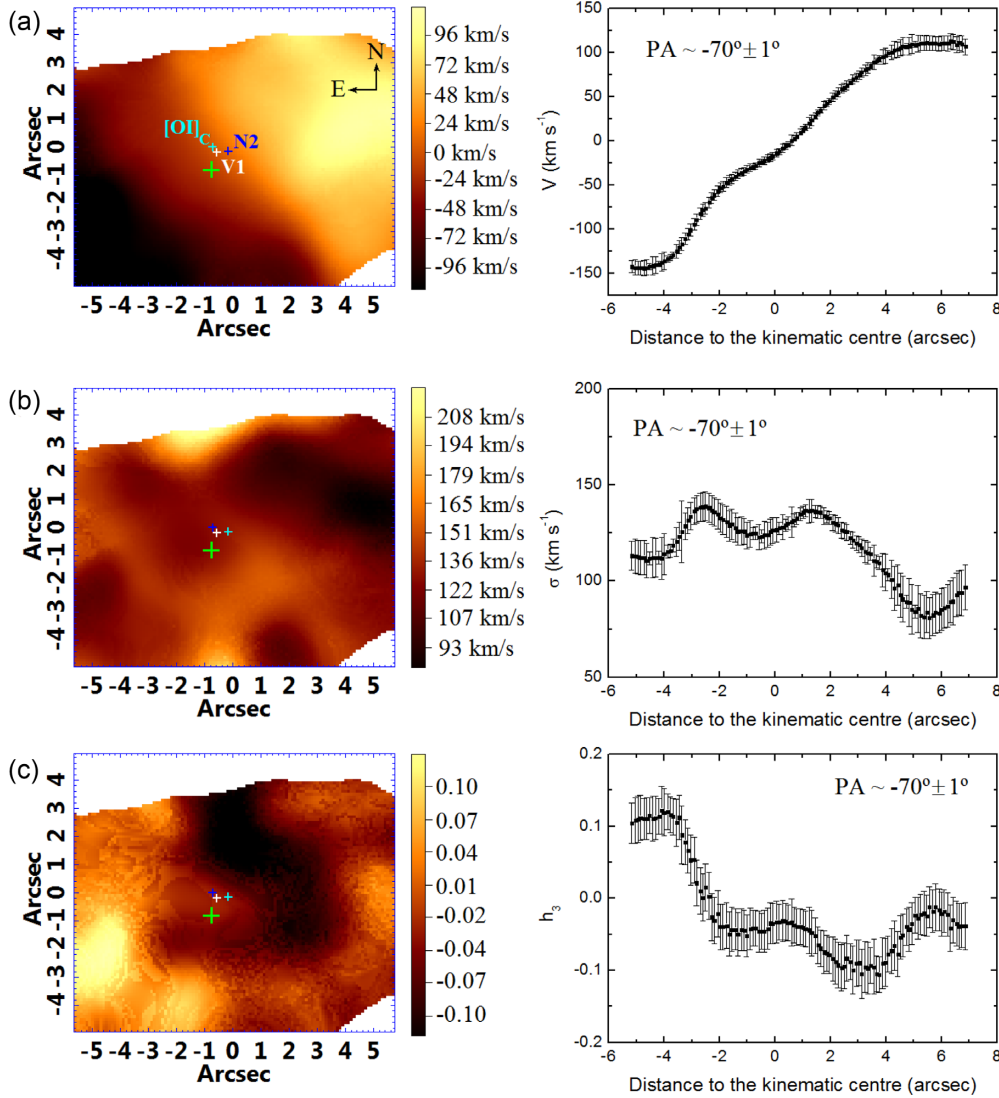 (a)
4
3
2
1
0
-1
-2
-3
-4
Arcsec
-5 -4 -3 -2 -1 0 1 2 3 4 5
Arcsec
N
E
[OI]C
N2
V1
96 km/s
72 km/s
48 km/s
24 km/s
0 km/s
-24 km/s
-48 km/s
-72 km/s
-96 km/s
150
100
50
0
-50
-100
-150
V (km s-1)
PA ~ -70º±1º
-6 -4 -2 0 2 4 6 8
Distance to the kinematic centre (arcsec)
(b)
4
3
2
1
0
-1
-2
-3
-4
Arcsec
-5 -4 -3 -2 -1 0 1 2 3 4 5
Arcsec
208 km/s
194 km/s
179 km/s
165 km/s
151 km/s
136 km/s
122 km/s
107 km/s
93 km/s
200
150
100
50
σ (km s-1)
PA ~ -70º±1º
-6 -4 -2 0 2 4 6 8
Distance to the kinematic centre (arcsec)
(c)
4
3
2
1
0
-1
-2
-3
-4
Arcsec
-5 -4 -3 -2 -1 0 1 2 3 4 5
Arcsec
0.10
0.07
0.04
0.01
-0.02
-0.04
-0.07
-0.10
0.2
0.1
0.0
-0.1
-0.2
h3
PA ~ -70º±1º
-6 -4 -2 0 2 4 6 8
Distance to the kinematic centre (arcsec)